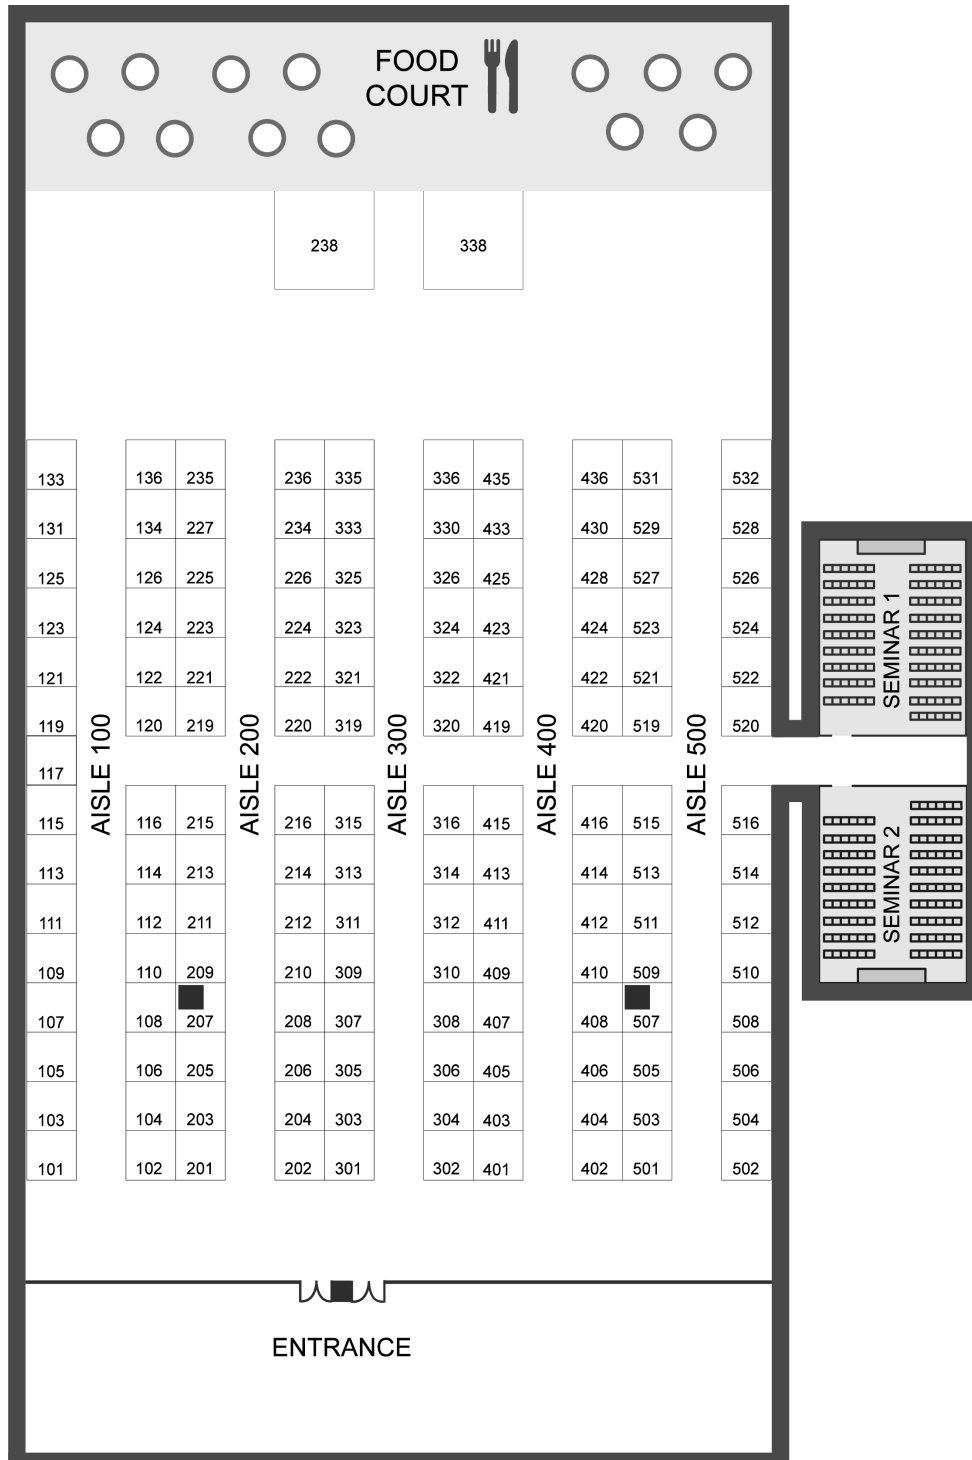 FOOD
COURT
238 338
133 136 235 236 335 336 435 436 531 532
131 134 227 234 333 330 433 430 529 528
125 126 225 226 325 326 425 428 527 526
123 124 223 224 323 324 423 424 523 524
121 122 221 222 321 322 421 422 521 522
119 120 219 220 319 320 419 420 519 520
117
115 116 215 216 315 316 415 416 515 516
113 114 213 214 313 314 413 414 513 514
111 112 211 212 311 312 411 412 511 512
109 110 209 210 309 310 409 410 509 510
107 108 207 208 307 308 407 408 507 508
105 106 205 206 305 306 405 406 505 506
103 104 203 204 303 304 403 404 503 504
101 102 201 202 301 302 401 402 501 502
AISLE 100
AISLE 200
AISLE 300
AISLE 400
AISLE 500
SEMINAR 1
SEMINAR 2
ENTRANCE